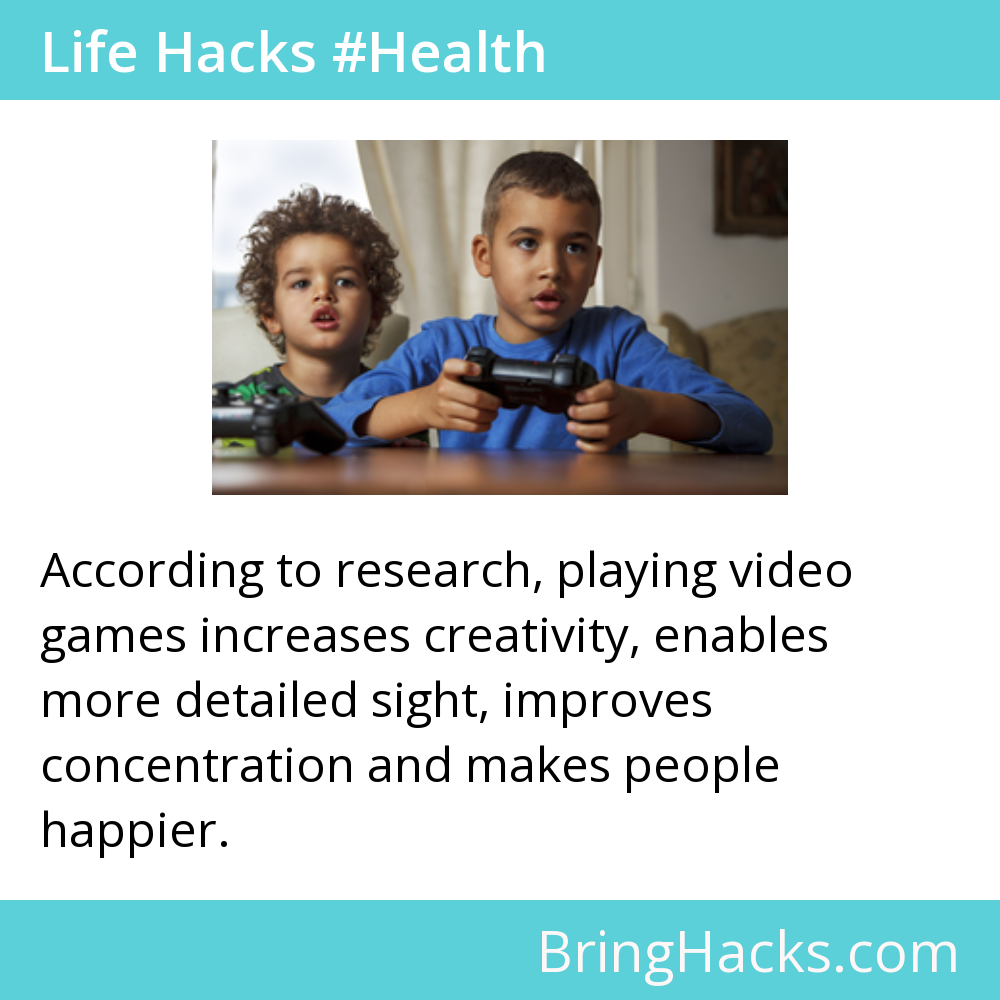 Life Hacks #Health
According to research, playing video
games increases creativity, enables
more detailed sight, improves
concentration and makes people
happier.
BringHacks.com